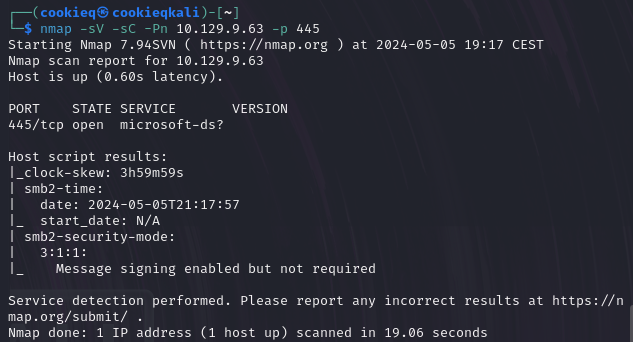 ┌──(cookieq㉿cookieqkali)-[~]
└─$ nmap -sV -sC -Pn 10.129.9.63 -p 445
Starting Nmap 7.94SVN ( https://nmap.org ) at 2024-05-05 19:17 CEST
Nmap scan report for 10.129.9.63
Host is up (0.60s latency).

PORT    STATE SERVICE       VERSION
445/tcp open  microsoft-ds?

Host script results:
|_clock-skew: 3h59m59s
| smb2-time:
|   date: 2024-05-05T21:17:57
|_  start_date: N/A
| smb2-security-mode:
|   3:1:1:
|_    Message signing enabled but not required

Service detection performed. Please report any incorrect results at https://n
map.org/submit/ .
Nmap done: 1 IP address (1 host up) scanned in 19.06 seconds